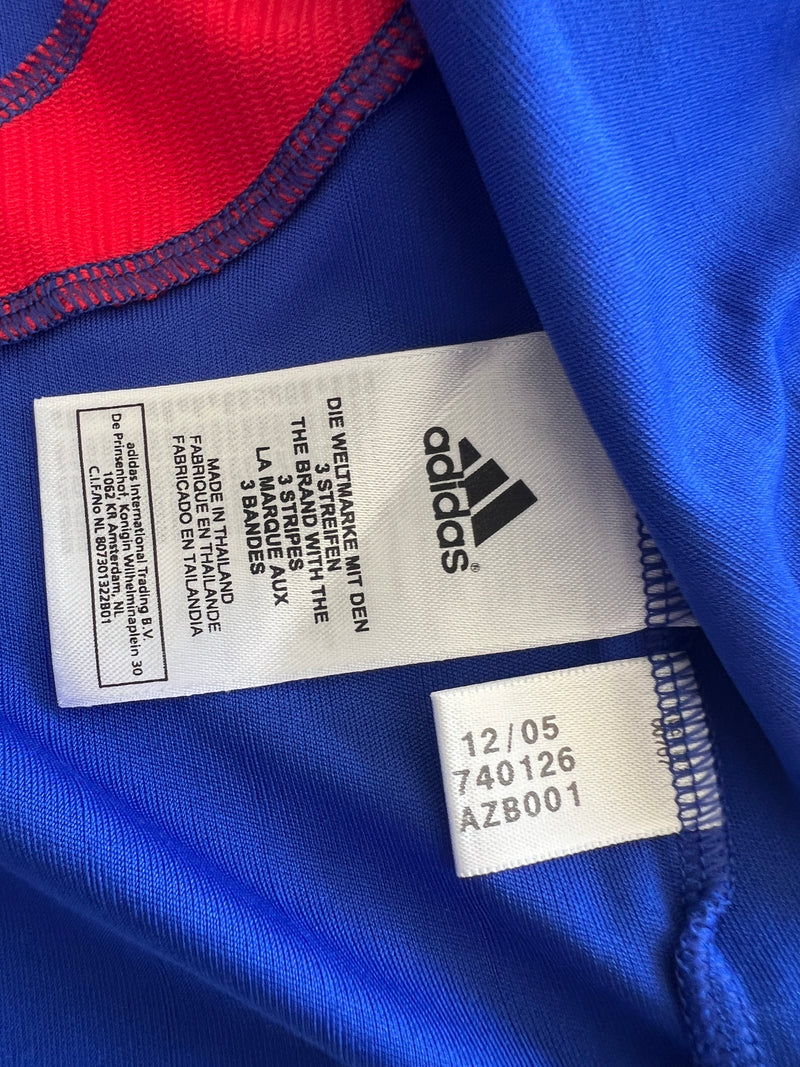 adidas®
DIE WELTMARKE MIT DEN
3 STREIFEN
THE BRAND WITH THE
3 STRIPES
LA MARQUE AUX
3 BANDES
MADE IN THAILAND
FABRIQUE EN THAILANDE
FABRICADO EN TAILANDIA
adidas International Trading B.V.
De Prinsenhof, Konigin Wilhelminaplein 30
1062 KR Amsterdam, NL
C.I.F./No NL 807301322B01
12/05
740126
AZB001